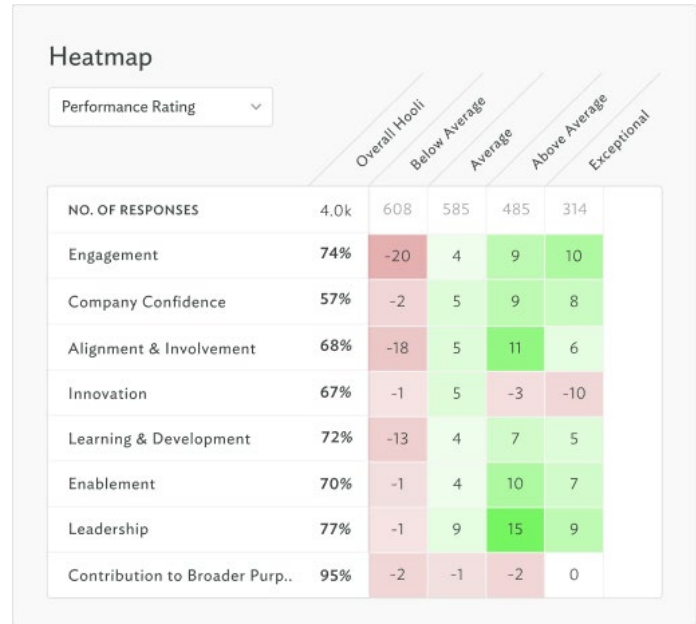 Heatmap
Performance Rating
Overall Hooli
Below Average
Average
Above Average
Exceptional
NO. OF RESPONSES 4.0k 608 585 485 314
Engagement 74% -20 4 9 10
Company Confidence 57% -2 5 9 8
Alignment & Involvement 68% -18 5 11 6
Innovation 67% -1 5 -3 -10
Learning & Development 72% -13 4 7 5
Enablement 70% -1 4 10 7
Leadership 77% -1 9 15 9
Contribution to Broader Purp.. 95% -2 -1 -2 0